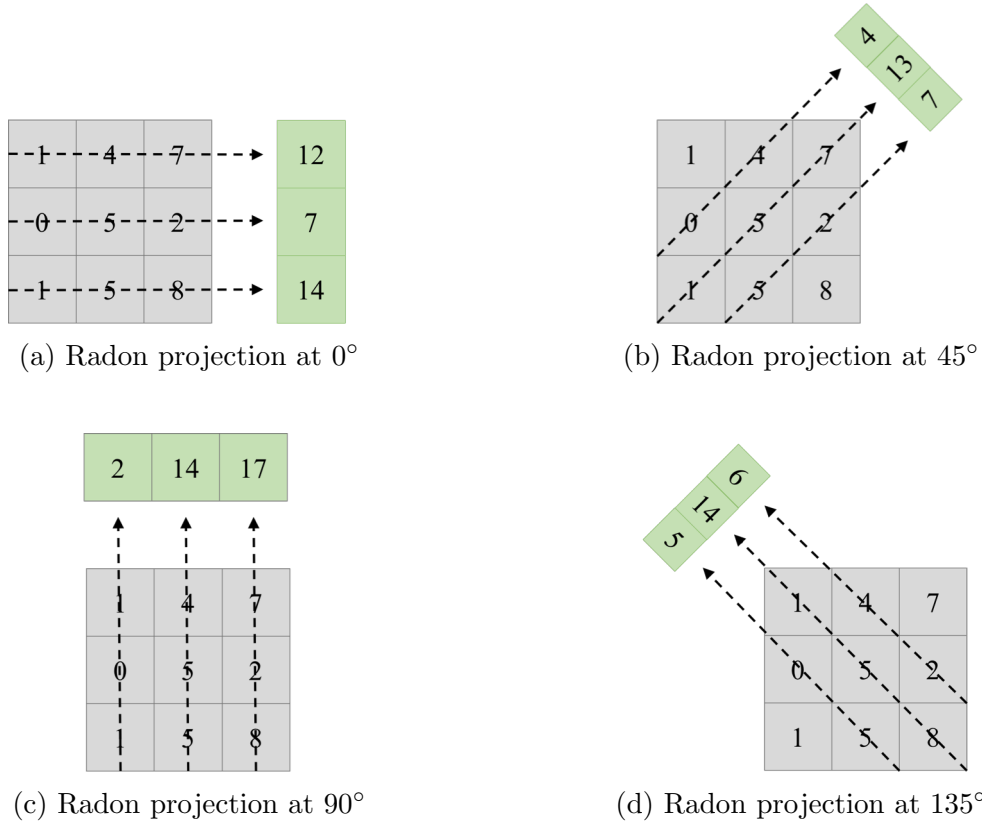 1 4 7 12
0 5 2 7
1 5 8 14
(a) Radon projection at 0°
4
13
7
1 4 7
0 5 2
1 5 8
(b) Radon projection at 45°
2 14 17
1 4 7
0 5 2
1 5 8
(c) Radon projection at 90°
5
14
6
1 4 7
0 5 2
1 5 8
(d) Radon projection at 135°